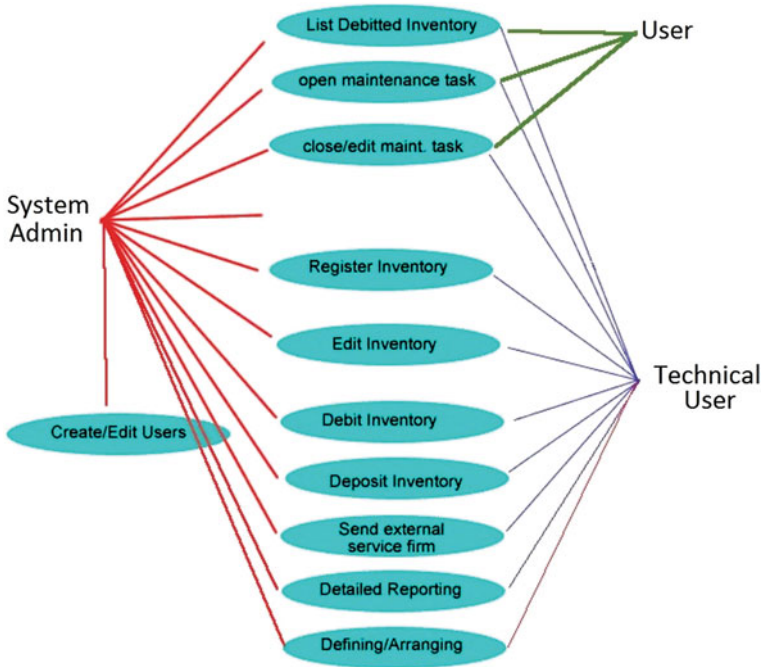 List Debitted Inventory
User
open maintenance task
close/edit maint. task
System
Admin
Register Inventory
Edit Inventory
Technical
User
Debit Inventory
Create/Edit Users
Deposit Inventory
Send external
service firm
Detailed Reporting
Defining/Arranging